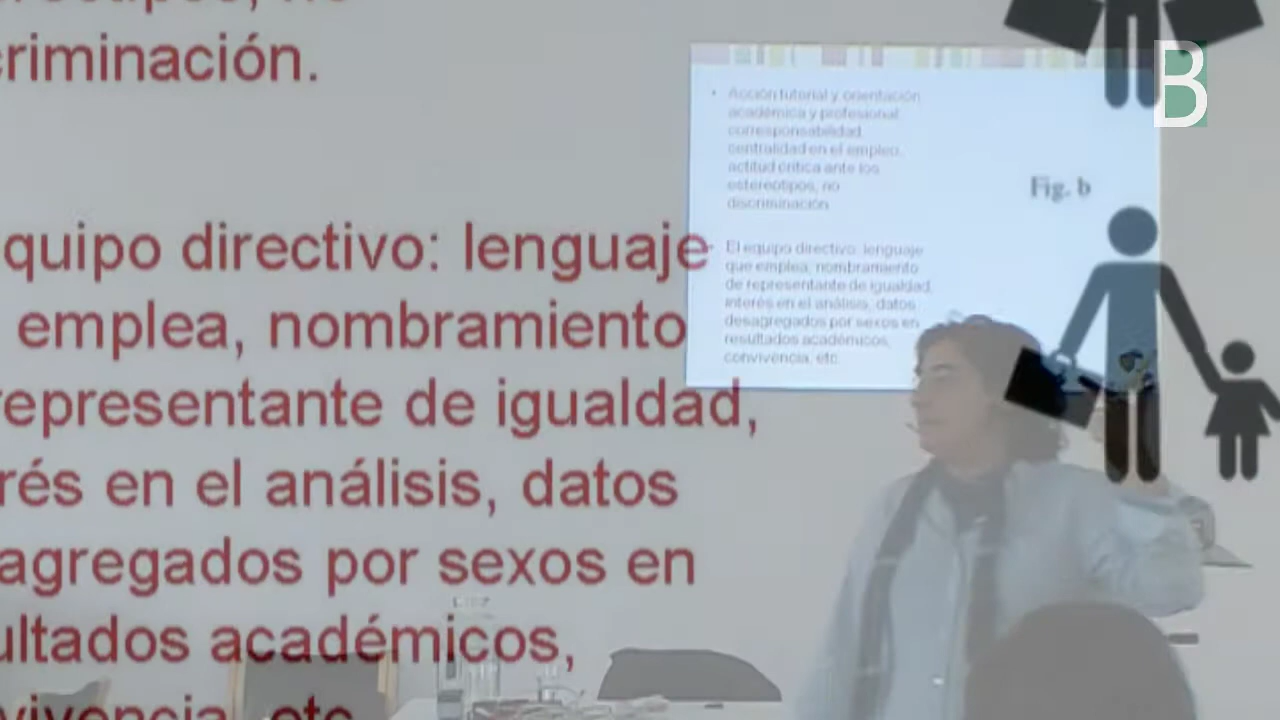 criminación.
quipo directivo: lenguaje
emplea, nombramiento
epresentante de igualdad,
rés en el análisis, datos
agregados por sexos en
ultados académicos,
vivencia, etc
B
Acción tutorial y orientación
académica y profesional:
corresponsabilidad,
centralidad en el empleo,
actitud crítica ante los
estereotipos, no
discriminación.
Fig. b
El equipo directivo: lenguaje
que emplea, nombramiento
de representante de igualdad,
interés en el análisis, datos
desagregados por sexos en
resultados académicos,
convivencia, etc.